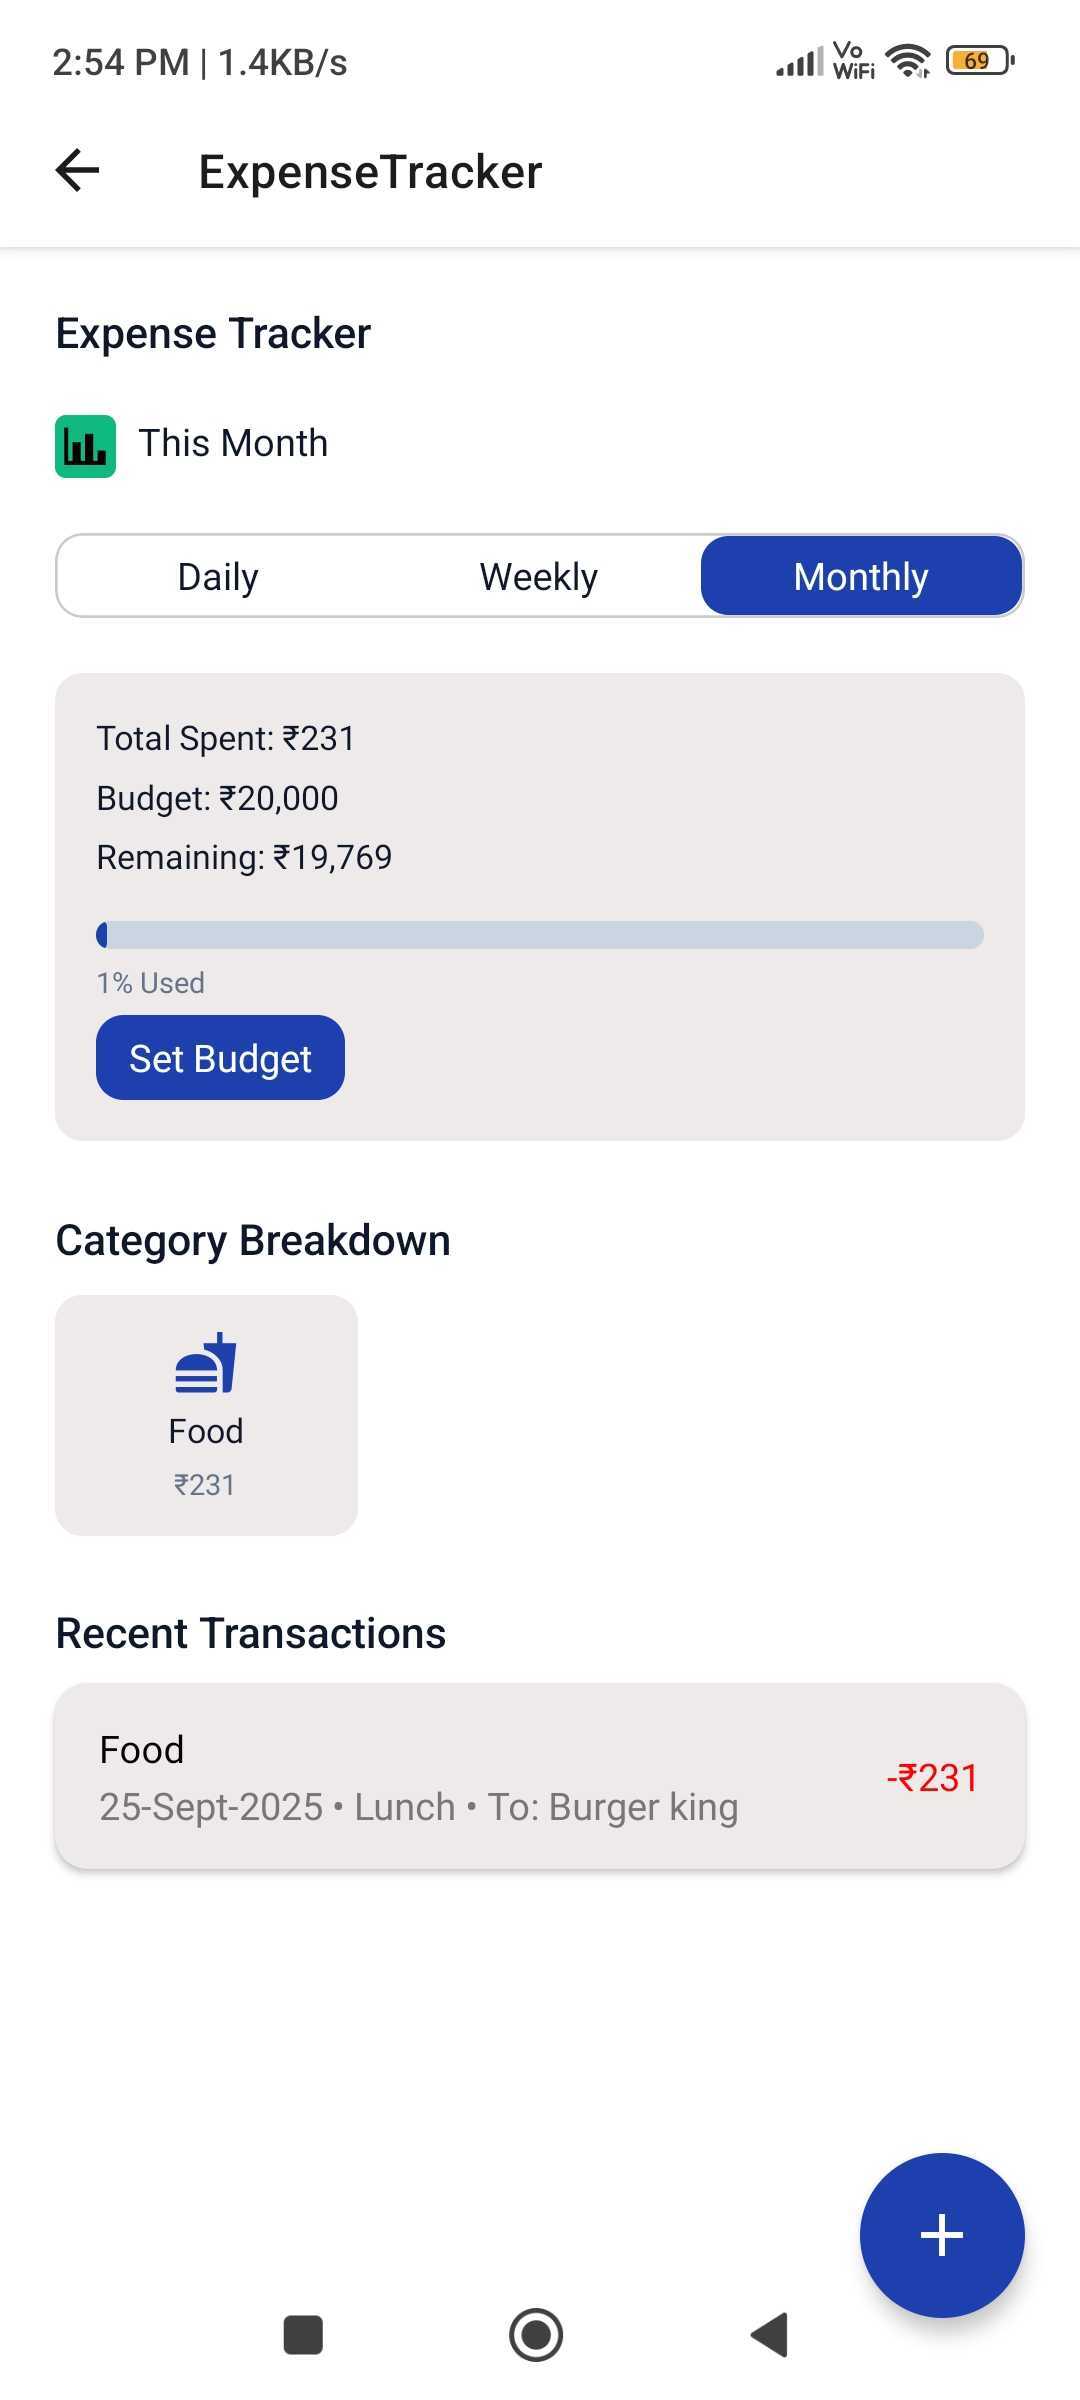 2:54 PM | 1.4KB/s Vo WiFi 69
ExpenseTracker
Expense Tracker
This Month
Daily Weekly Monthly
Total Spent: ₹231
Budget: ₹20,000
Remaining: ₹19,769
1% Used
Set Budget
Category Breakdown
Food
₹231
Recent Transactions
Food
25-Sept-2025 • Lunch • To: Burger king
-₹231